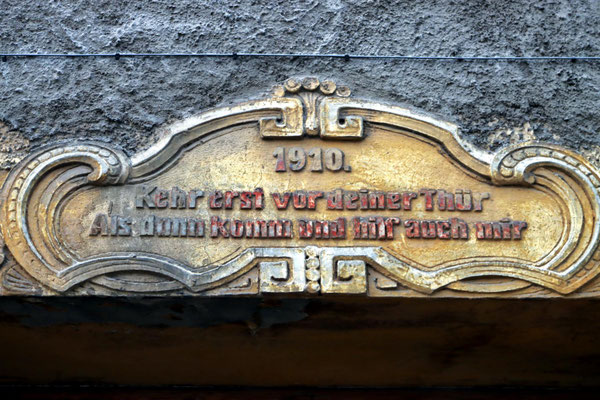 1910.
Kehr erst vor deiner Thür
Als dann komm und hilf auch mir